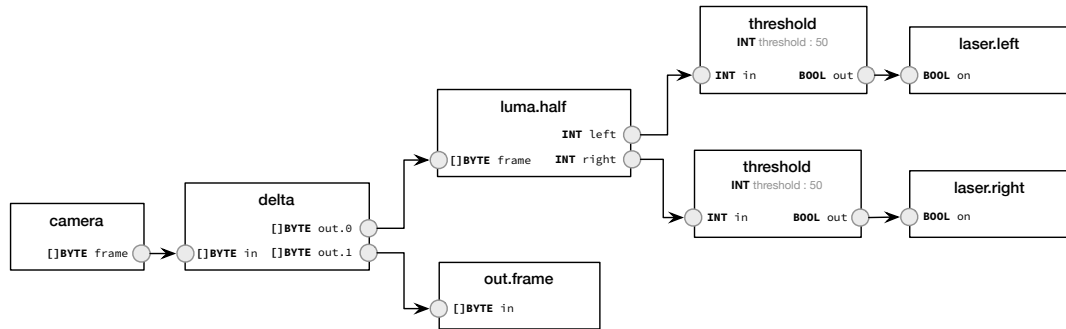 camera
[]BYTE frame
delta
[]BYTE out.0
[]BYTE in
[]BYTE out.1
luma.half
INT left
[]BYTE frame
INT right
out.frame
[]BYTE in
threshold
INT threshold : 50
INT in
BOOL out
laser.left
BOOL on
threshold
INT threshold : 50
INT in
BOOL out
laser.right
BOOL on